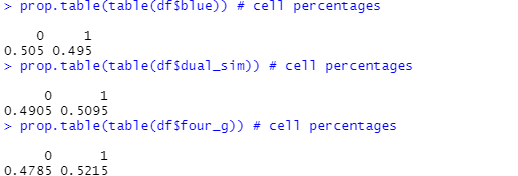 > prop.table(table(df$blue)) # cell percentages
0 1
0.505 0.495
> prop.table(table(df$dual_sim)) # cell percentages
0 1
0.4905 0.5095
> prop.table(table(df$four_g)) # cell percentages
0 1
0.4785 0.5215